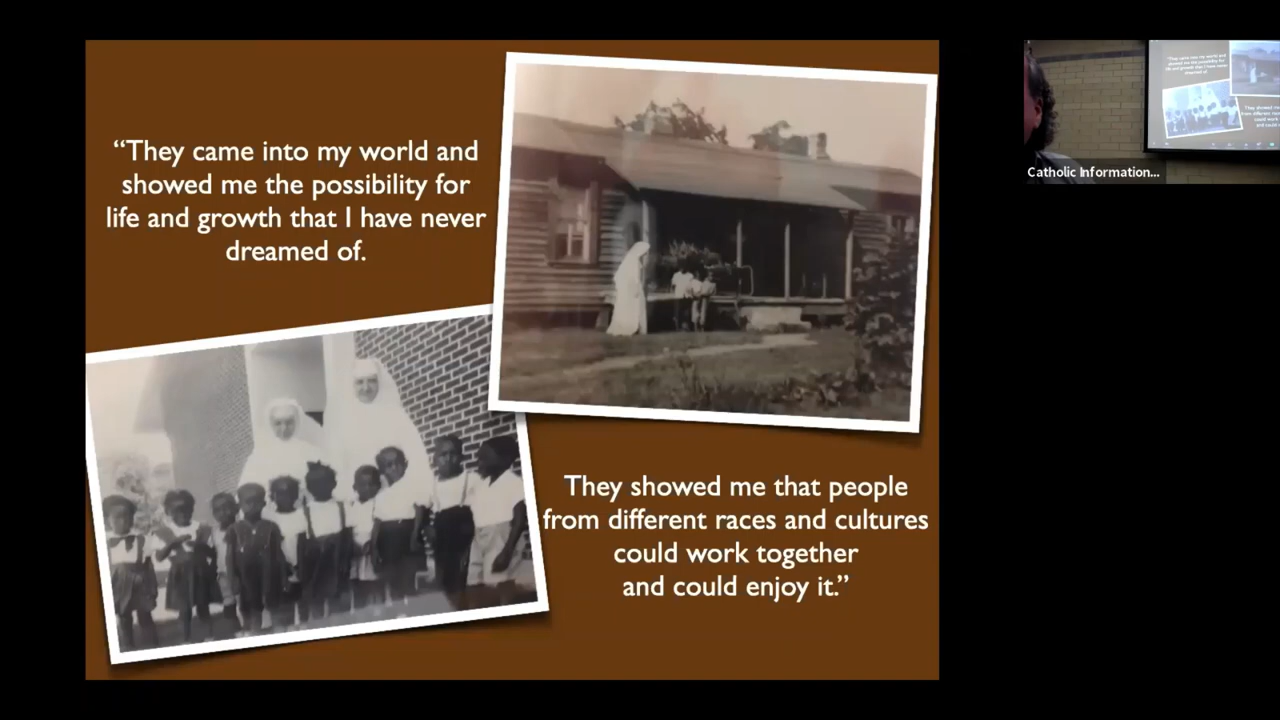 “They came into my world and
showed me the possibility for
life and growth that I have never
dreamed of.
They showed me that people
from different races and cultures
could work together
and could enjoy it.”
Catholic Information...